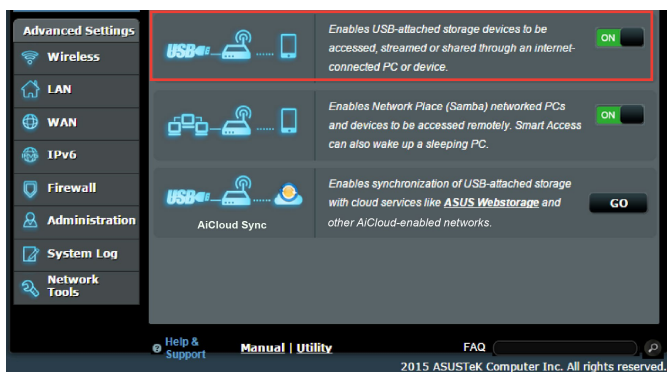 Advanced Settings
Wireless
LAN
WAN
IPv6
Firewall
Administration
System Log
Network
Tools
USB
Enables USB-attached storage devices to be
accessed, streamed or shared through an internet-
connected PC or device.
ON
Enables Network Place (Samba) networked PCs
and devices to be accessed remotely. Smart Access
can also wake up a sleeping PC.
ON
USB
AiCloud Sync
Enables synchronization of USB-attached storage
with cloud services like ASUS Webstorage and
other AiCloud-enabled networks.
GO
Help &
Support
Manual | Utility
FAQ
2015 ASUSTeK Computer Inc. All rights reserved.